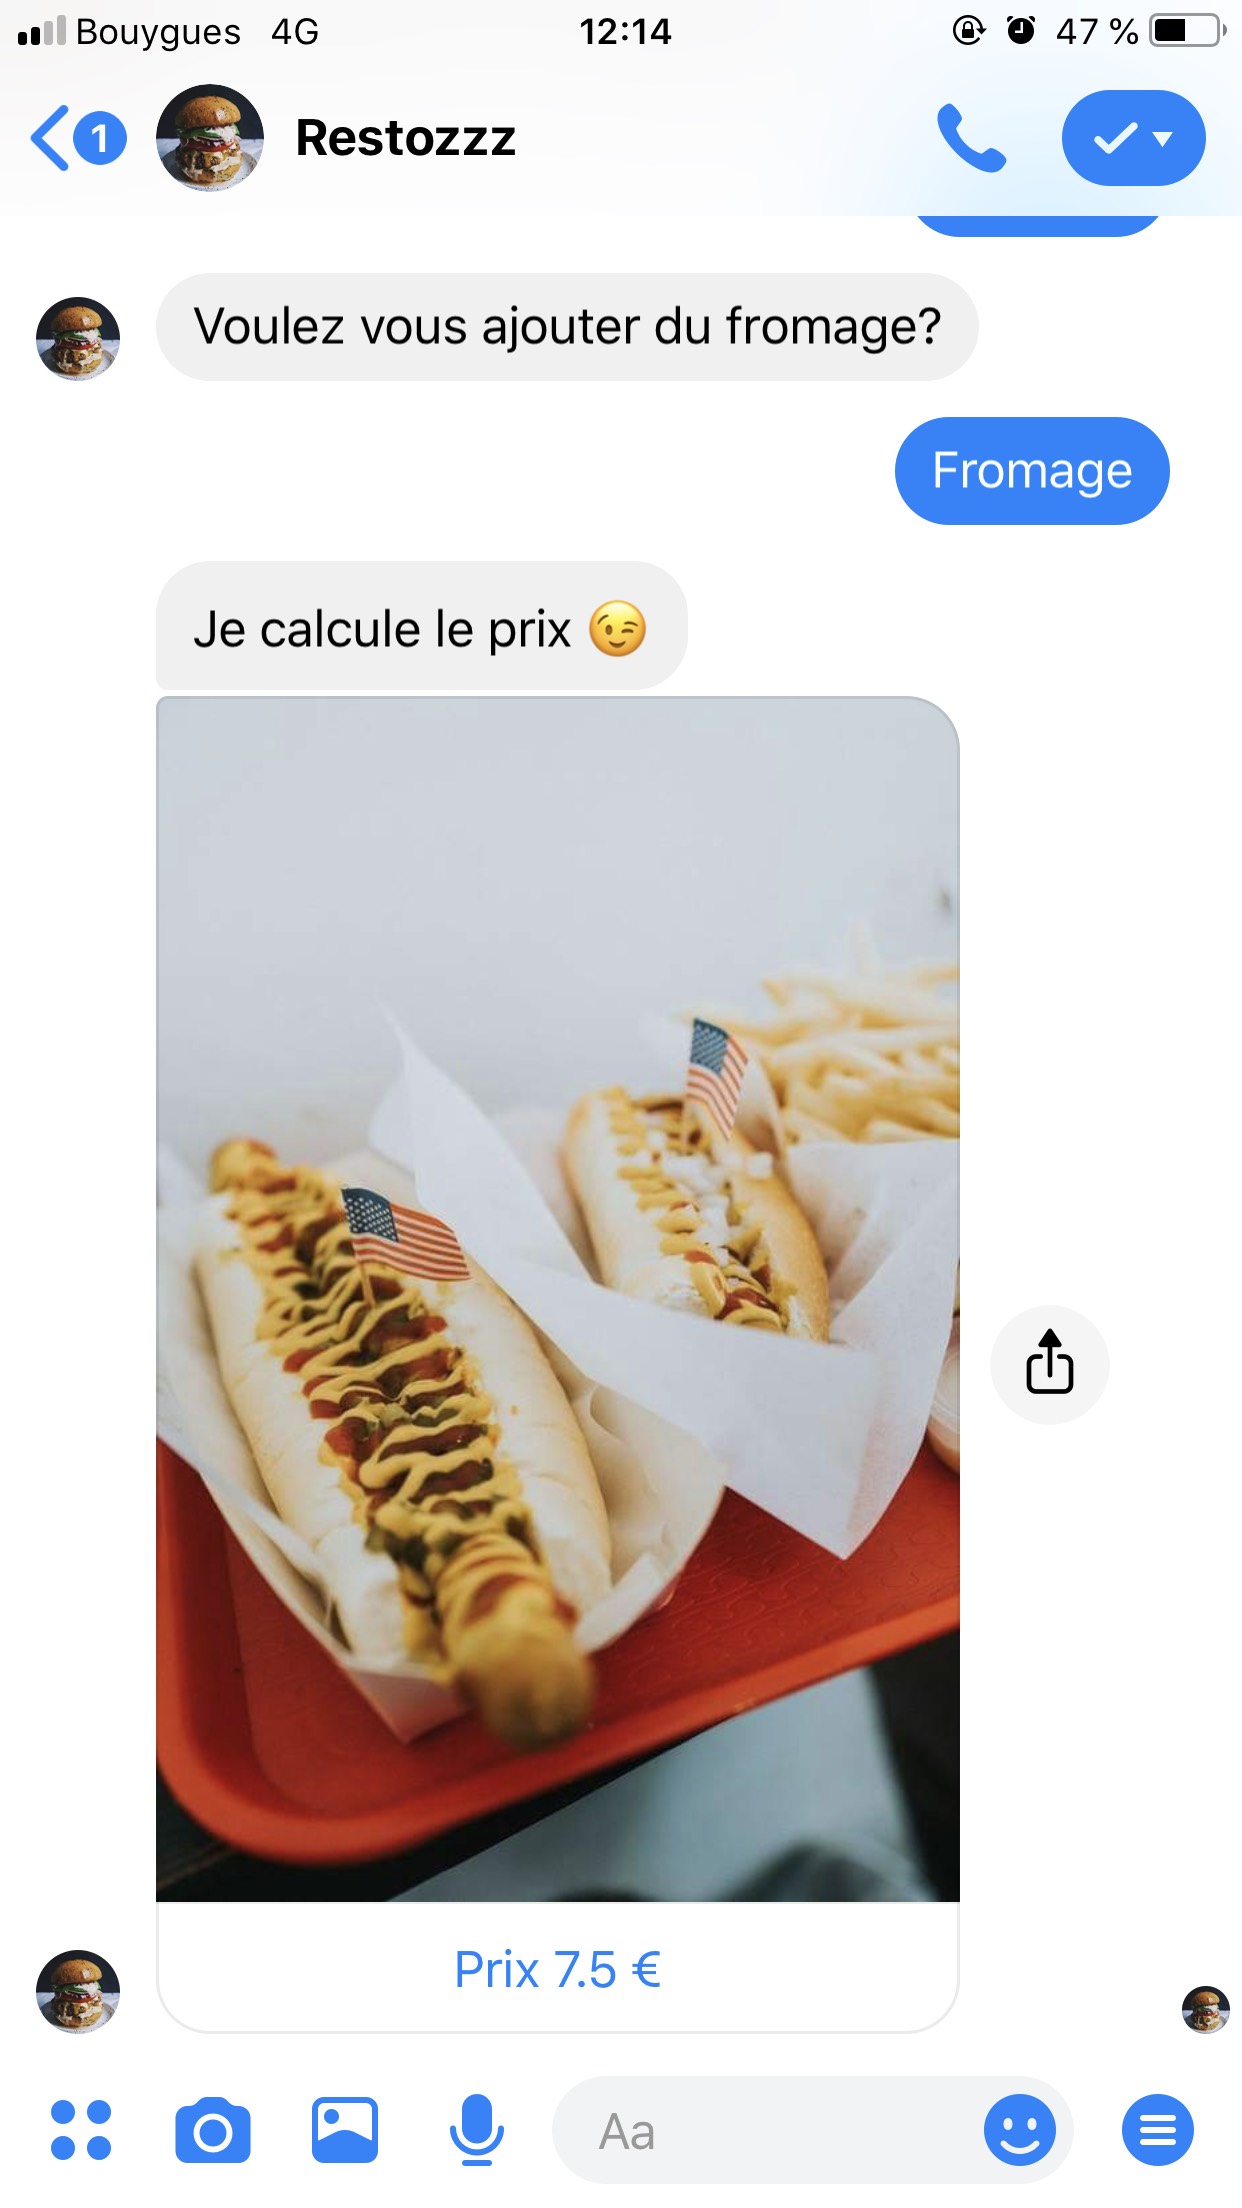 Bouygues 4G 12:14 47 %
1 Restozzz
Voulez vous ajouter du fromage?
Fromage
Je calcule le prix 😉
Prix 7.5 €
Aa